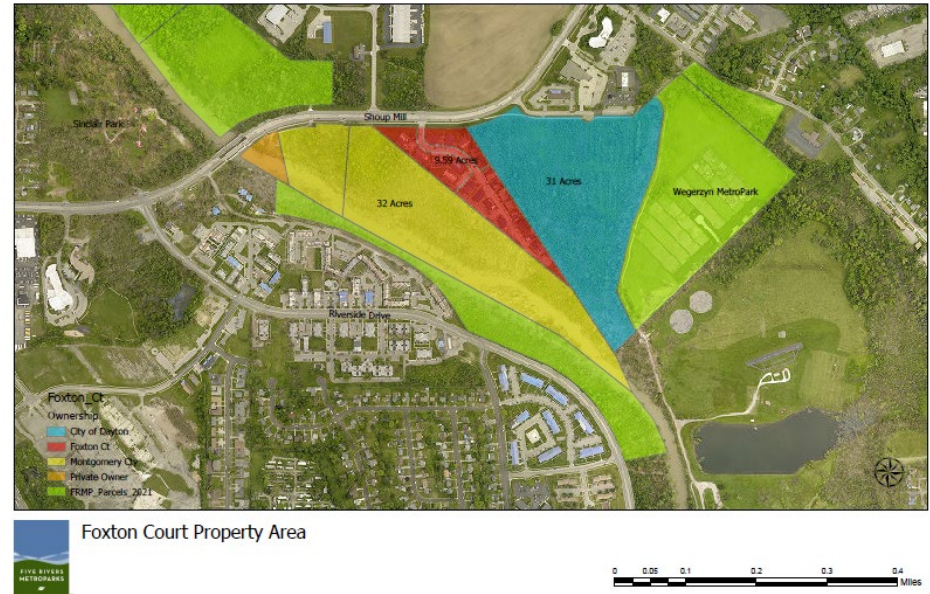 Shoup Mill
Sinclair Park
9.59 Acres
31 Acres
Wegerzyn MetroPark
32 Acres
Riverside Drive
Foxton_Ct
Ownership
City of Dayton
Foxton Ct
Montgomery Cty
Private Owner
FRMP_Parcels_2021
Foxton Court Property Area
FIVE RIVERS
METROPARKS
0 0.05 0.1 0.2 0.3 0.4
Miles